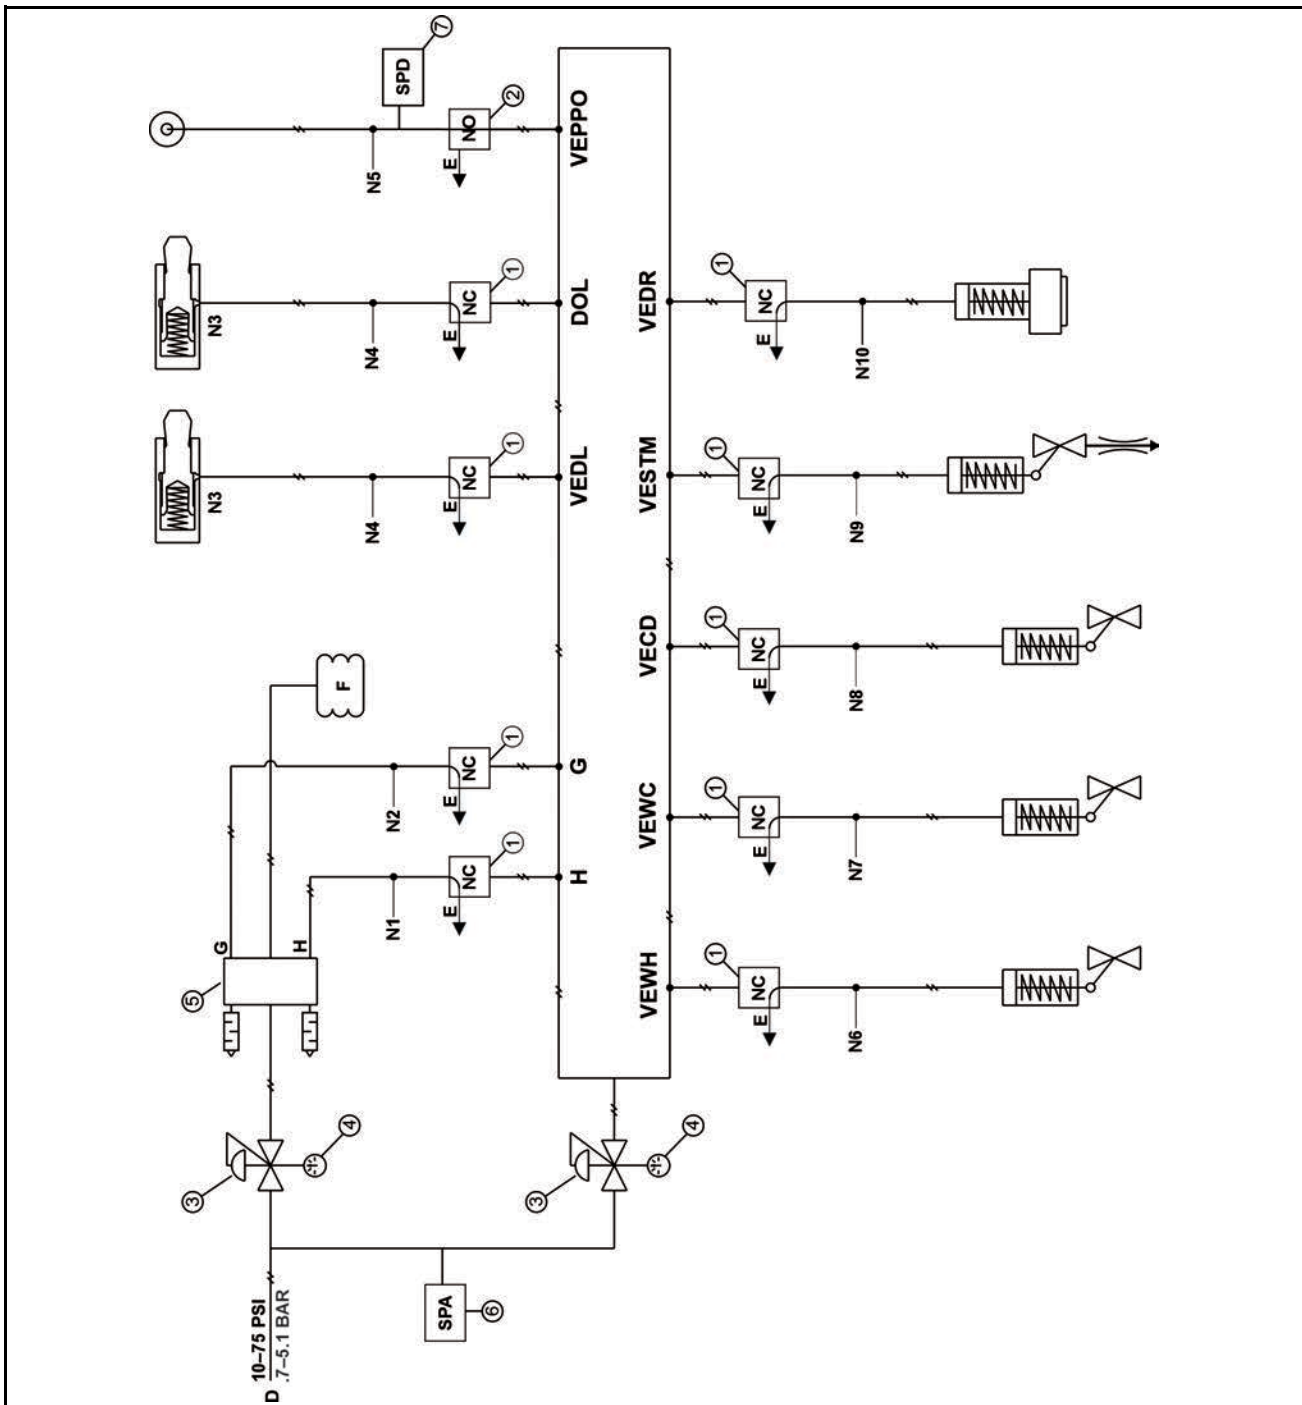 7
SPD
2
NO
E
N5
VEPPO
N3
N4
1
NC
E
DOL
N3
N4
1
NC
E
VEDL
F
1
NC
E
N2
G
1
NC
E
N1
H
G
H
5
3
4
3
4
SPA
6
D
10–75 PSI
.7–5.1 BAR
VEDR
1
NC
E
N10
VESTM
1
NC
E
N9
VECD
1
NC
E
N8
VEWC
1
NC
E
N7
VEWH
1
NC
E
N6